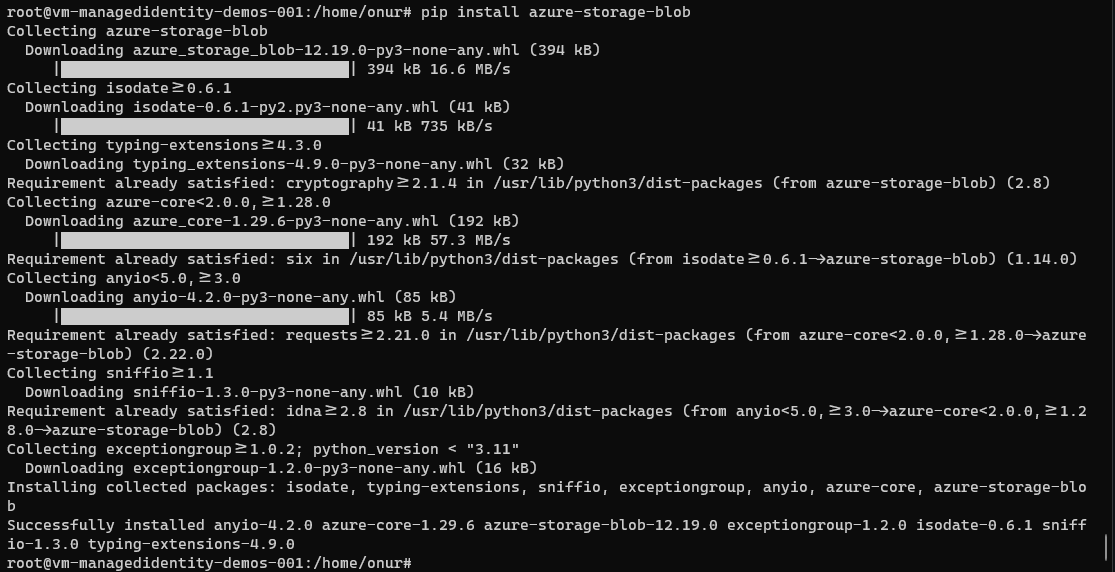 root@vm-managedidentity-demos-001:/home/onur# pip install azure-storage-blob
Collecting azure-storage-blob
  Downloading azure_storage_blob-12.19.0-py3-none-any.whl (394 kB)
     |████████████████████████████████| 394 kB 16.6 MB/s
Collecting isodate>=0.6.1
  Downloading isodate-0.6.1-py2.py3-none-any.whl (41 kB)
     |████████████████████████████████| 41 kB 735 kB/s
Collecting typing-extensions>=4.3.0
  Downloading typing_extensions-4.9.0-py3-none-any.whl (32 kB)
Requirement already satisfied: cryptography>=2.1.4 in /usr/lib/python3/dist-packages (from azure-storage-blob) (2.8)
Collecting azure-core<2.0.0,>=1.28.0
  Downloading azure_core-1.29.6-py3-none-any.whl (192 kB)
     |████████████████████████████████| 192 kB 57.3 MB/s
Requirement already satisfied: six in /usr/lib/python3/dist-packages (from isodate>=0.6.1->azure-storage-blob) (1.14.0)
Collecting anyio<5.0,>=3.0
  Downloading anyio-4.2.0-py3-none-any.whl (85 kB)
     |████████████████████████████████| 85 kB 5.4 MB/s
Requirement already satisfied: requests>=2.21.0 in /usr/lib/python3/dist-packages (from azure-core<2.0.0,>=1.28.0->azure
-storage-blob) (2.22.0)
Collecting sniffio>=1.1
  Downloading sniffio-1.3.0-py3-none-any.whl (10 kB)
Requirement already satisfied: idna>=2.8 in /usr/lib/python3/dist-packages (from anyio<5.0,>=3.0->azure-core<2.0.0,>=1.2
8.0->azure-storage-blob) (2.8)
Collecting exceptiongroup>=1.0.2; python_version < "3.11"
  Downloading exceptiongroup-1.2.0-py3-none-any.whl (16 kB)
Installing collected packages: isodate, typing-extensions, sniffio, exceptiongroup, anyio, azure-core, azure-storage-blo
b
Successfully installed anyio-4.2.0 azure-core-1.29.6 azure-storage-blob-12.19.0 exceptiongroup-1.2.0 isodate-0.6.1 sniff
io-1.3.0 typing-extensions-4.9.0
root@vm-managedidentity-demos-001:/home/onur#